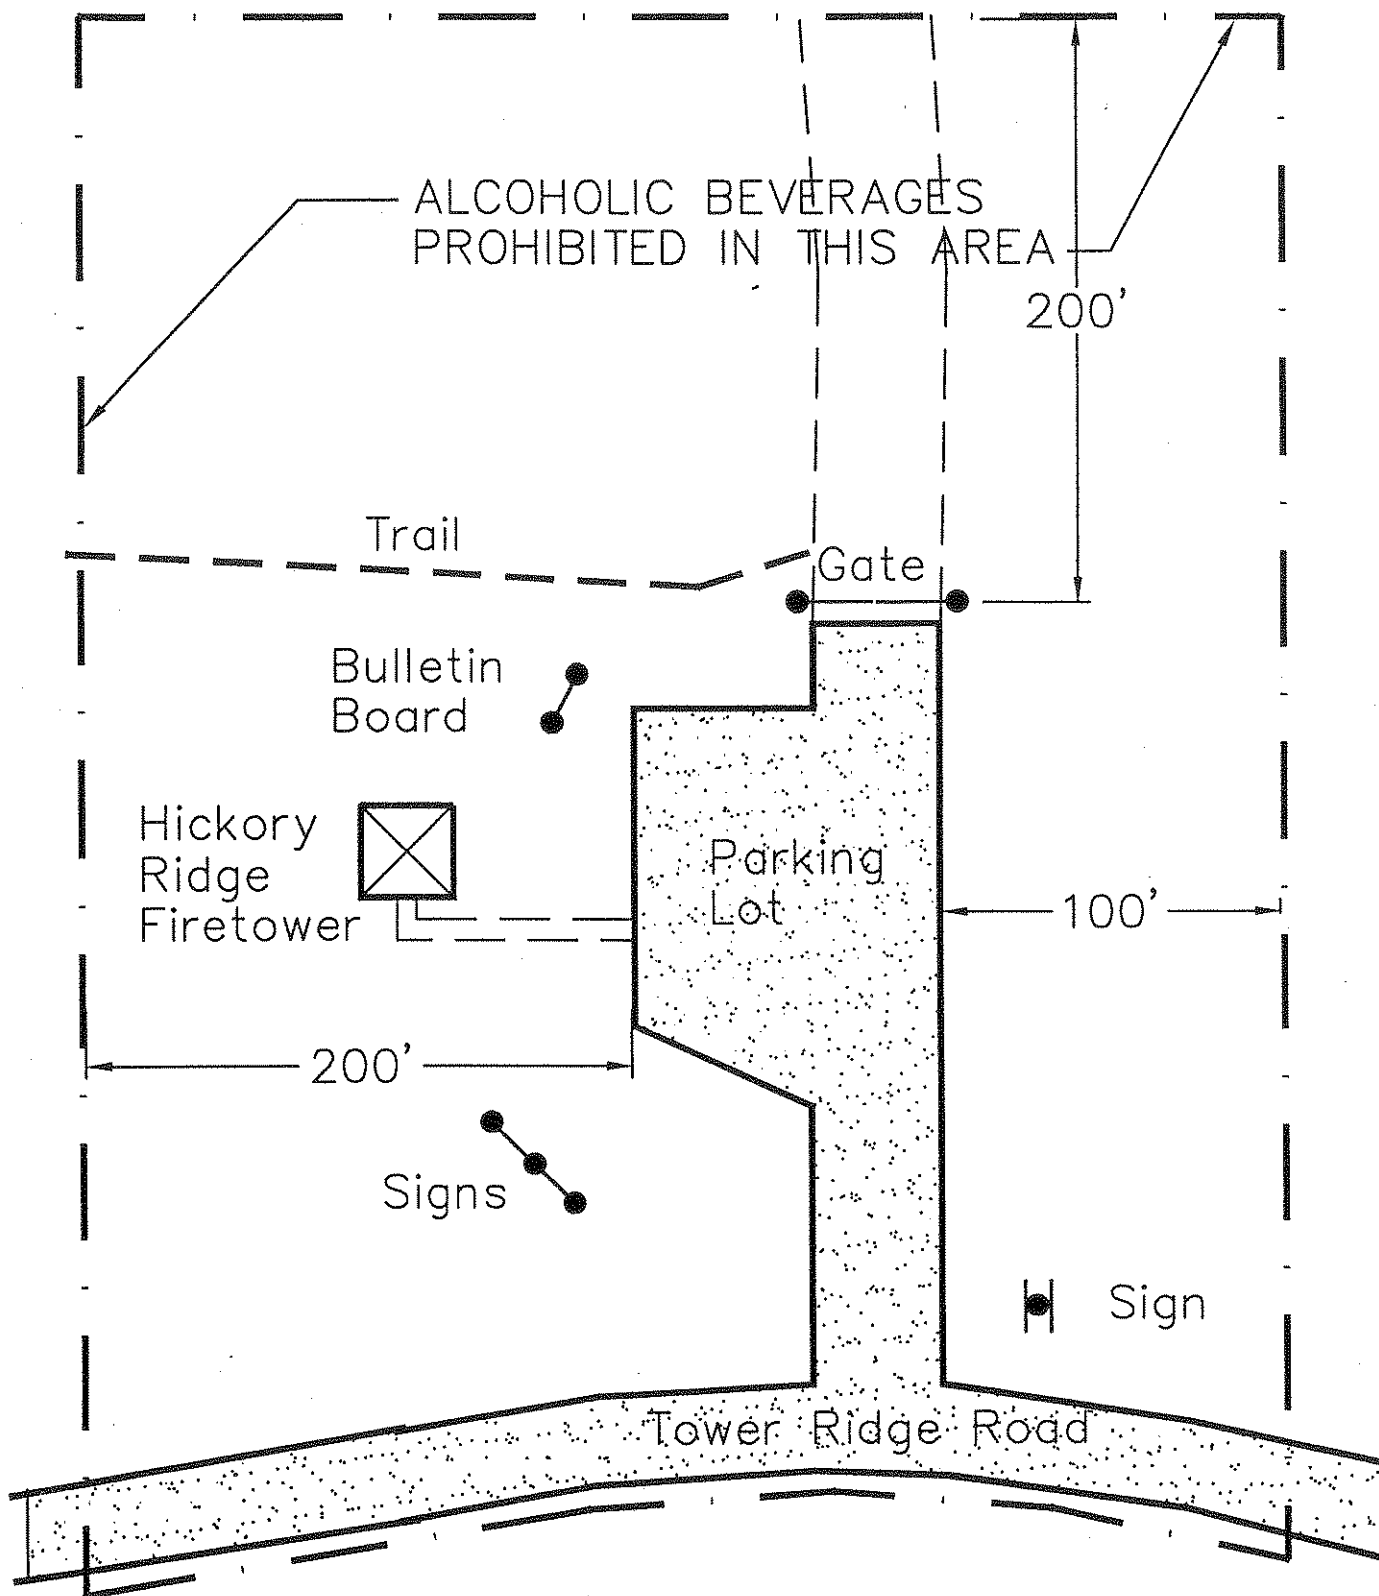 ALCOHOLIC BEVERAGES
PROHIBITED IN THIS AREA
200'
Trail
Gate
Bulletin
Board
Hickory
Ridge
Firetower
Parking
Lot
100'
200'
Signs
Sign
Tower Ridge Road